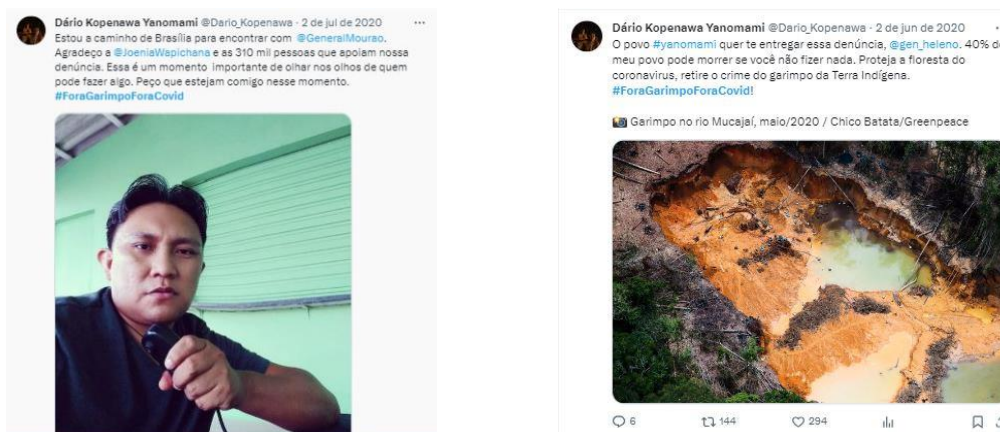 Dário Kopenawa Yanomami @Dario_Kopenawa · 2 de jul de 2020 ···
Estou a caminho de Brasília para encontrar com @GeneralMourao.
Agradeço a @JoeniaWapichana e as 310 mil pessoas que apoiam nossa
denúncia. Essa é um momento importante de olhar nos olhos de quem
pode fazer algo. Peço que estejam comigo nesse momento.
#ForaGarimpoForaCovid
Dário Kopenawa Yanomami @Dario_Kopenawa · 2 de jun de 2020
O povo #yanomami quer te entregar essa denúncia, @gen_heleno. 40% d
meu povo pode morrer se você não fizer nada. Proteja a floresta do
coronavirus, retire o crime do garimpo da Terra Indígena.
#ForaGarimpoForaCovid!
Garimpo no rio Mucajaí, maio/2020 / Chico Batata/Greenpeace
6 144 294